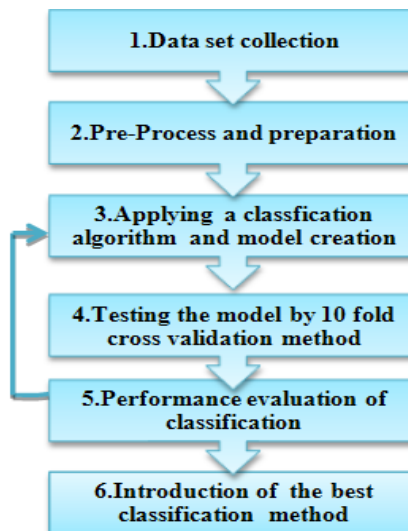 1.Data set collection
2.Pre-Process and preparation
3.Applying a classfication
algorithm and model creation
4.Testing the model by 10 fold
cross validation method
5.Performance evaluation of
classification
6.Introduction of the best
classification method